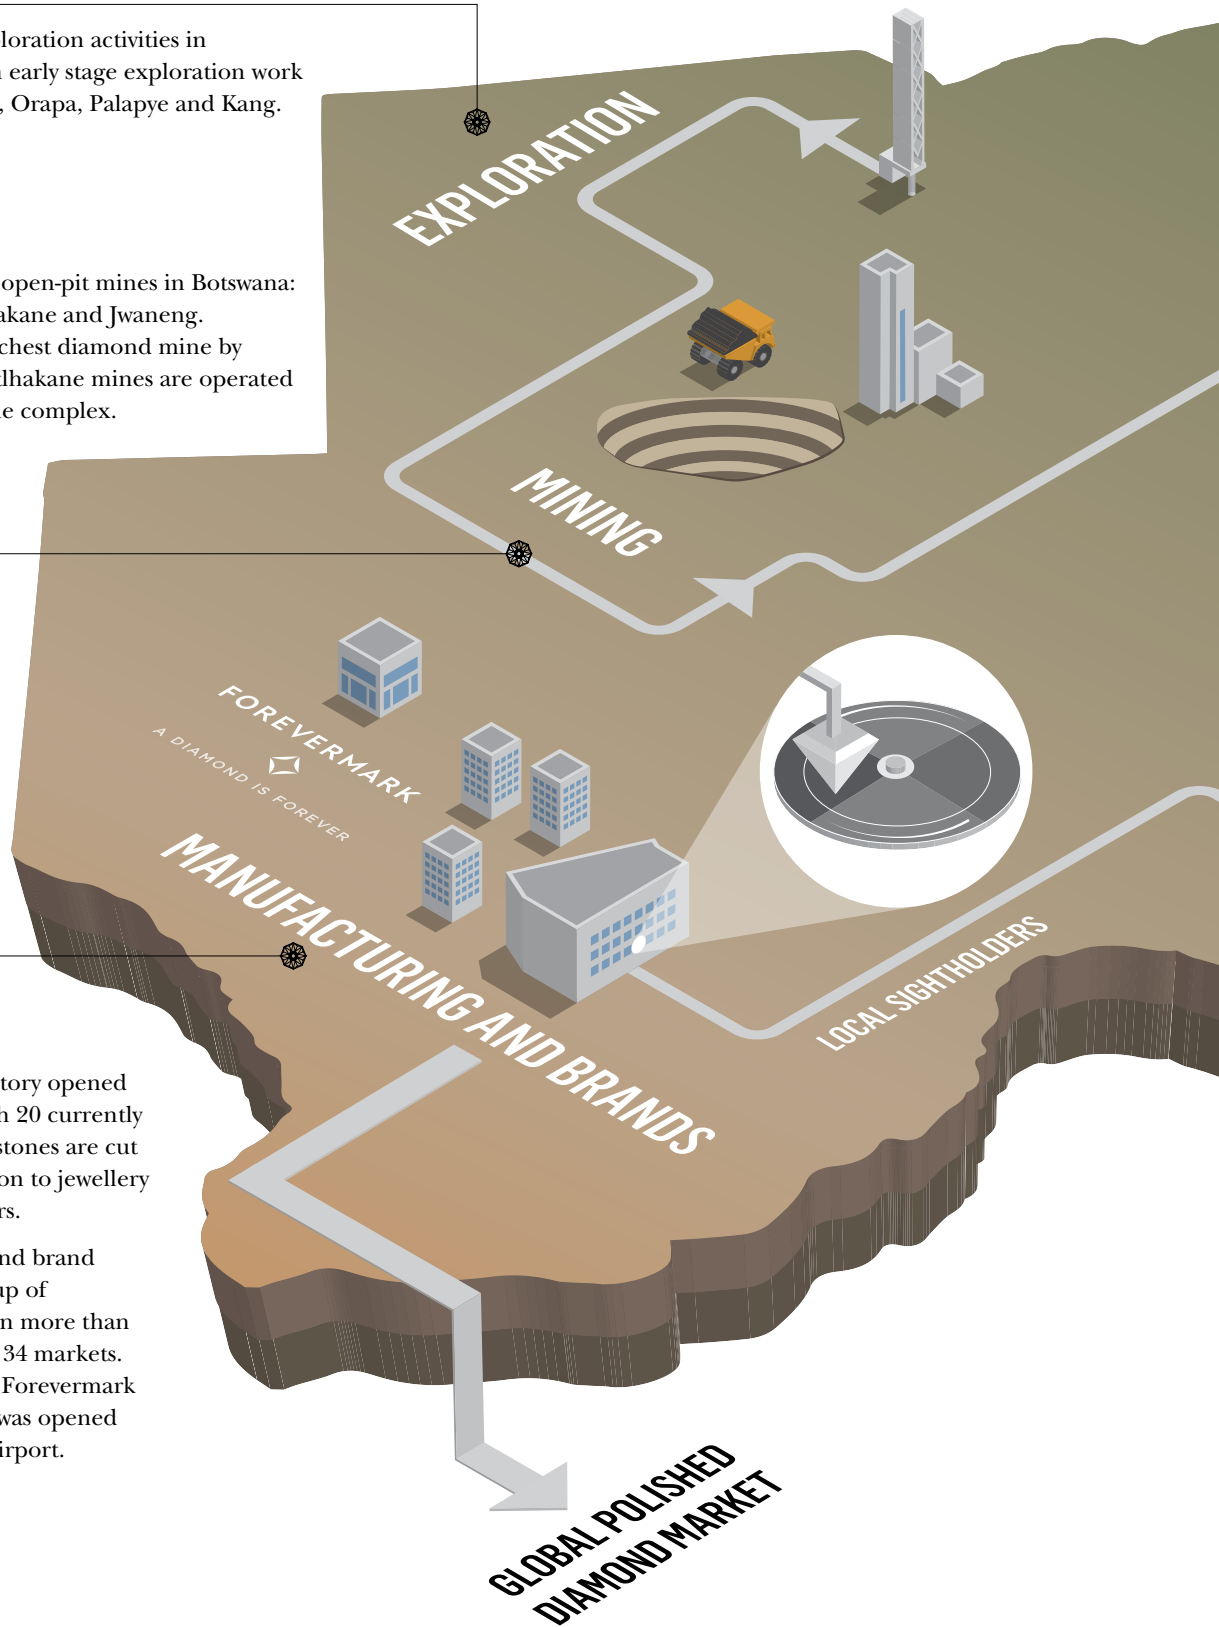 loration activities in
early stage exploration work
, Orapa, Palapye and Kang.
EXPLORATION
open-pit mines in Botswana:
akane and Jwaneng.
chest diamond mine by
tlhakane mines are operated
e complex.
MINING
FOREVERMARK
A DIAMOND IS FOREVER
MANUFACTURING AND BRANDS
LOCAL SIGHTHOLDERS
tory opened
h 20 currently
stones are cut
on to jewellery
rs.
nd brand
up of
n more than
34 markets.
Forevermark
was opened
irport.
GLOBAL POLISHED
DIAMOND MARKET